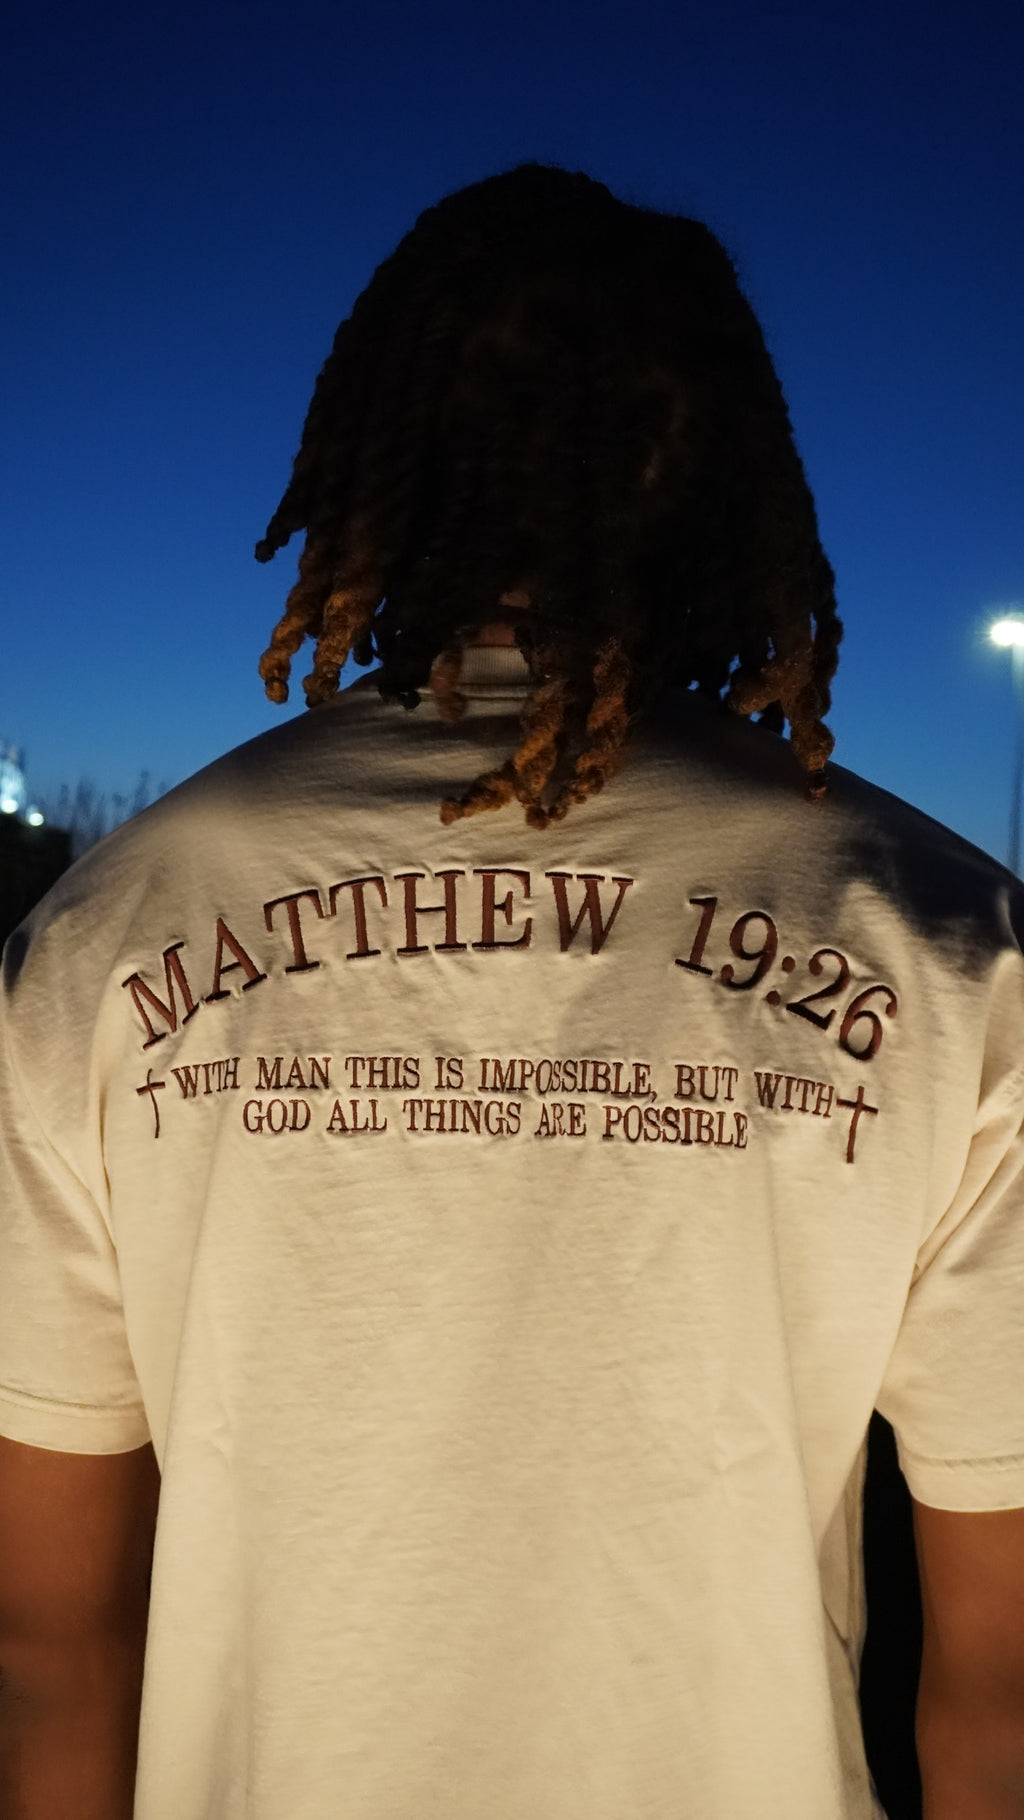 MATTHEW 19:26
WITH MAN THIS IS IMPOSSIBLE, BUT WITH
GOD ALL THINGS ARE POSSIBLE